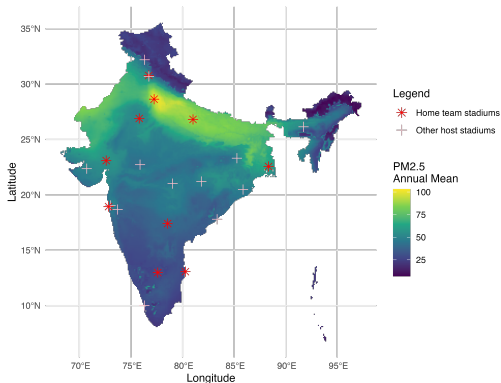 35°N
30°N
25°N
20°N
15°N
10°N
Latitude
70°E 75°E 80°E 85°E 90°E 95°E
Longitude
Legend
Home team stadiums
Other host stadiums
PM2.5
Annual Mean
100
75
50
25